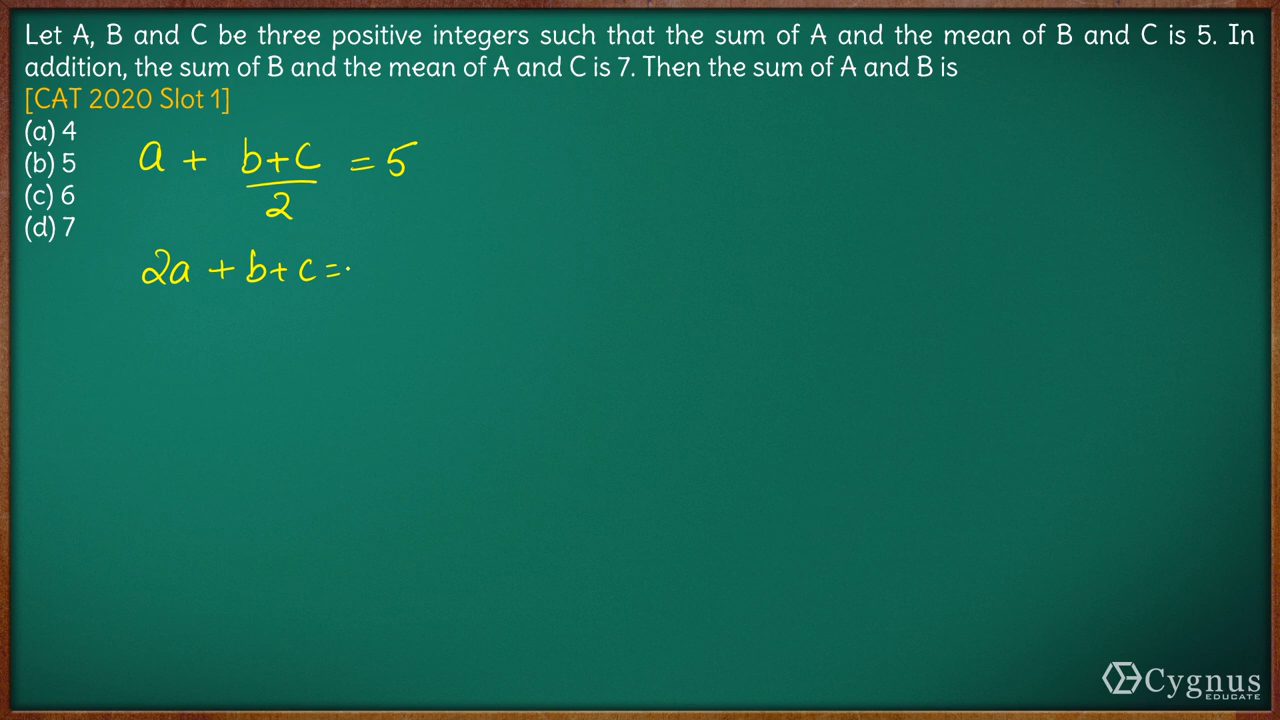 Let A, B and C be three positive integers such that the sum of A and the mean of B and C is 5. In
addition, the sum of B and the mean of A and C is 7. Then the sum of A and B is
[CAT 2020 Slot 1]
(a) 4
(b) 5
(c) 6
(d) 7
a + b+c = 5
2
2a + b+c =
Cygnus
EDUCATE